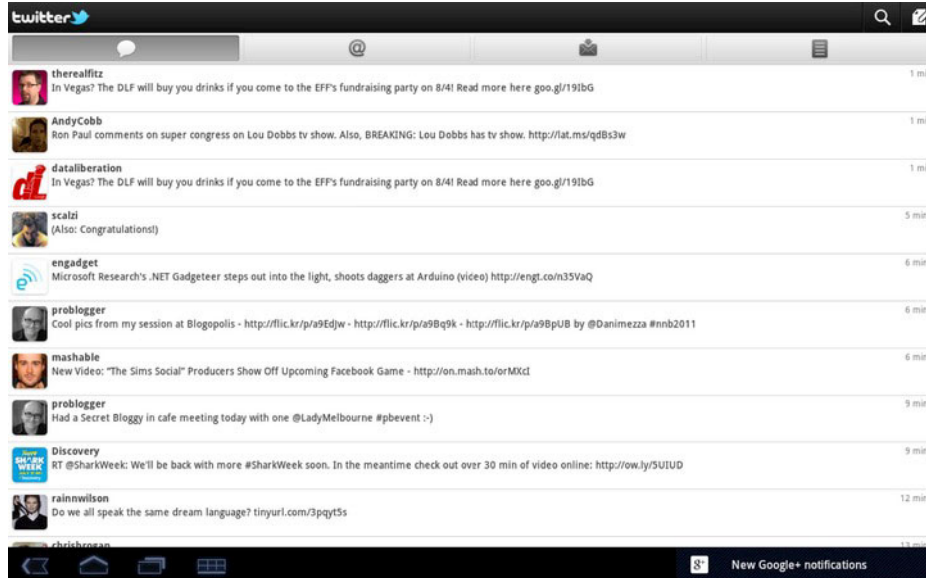 twitter
@
therealfitz
1 mi
In Vegas? The DLF will buy you drinks if you come to the EFF's fundraising party on 8/4! Read more here goo.gl/19IbG
AndyCobb
1 mi
Ron Paul comments on super congress on Lou Dobbs tv show. Also, BREAKING: Lou Dobbs has tv show. http://lat.ms/qdBs3w
dataliberation
1 mi
In Vegas? The DLF will buy you drinks if you come to the EFF's fundraising party on 8/4! Read more here goo.gl/19IbG
scalzi
5 min
(Also: Congratulations!)
engadget
6 min
Microsoft Research's .NET Gadgeteer steps out into the light, shoots daggers at Arduino (video) http://engt.co/n35VaQ
problogger
6 min
Cool pics from my session at Blogopolis - http://flic.kr/p/a9EdJw - http://flic.kr/p/a9Bq9k - http://flic.kr/p/a9BpUB by @Danimezza #nnb2011
mashable
6 min
New Video: "The Sims Social" Producers Show Off Upcoming Facebook Game - http://on.mash.to/orMXcI
problogger
9 min
Had a Secret Bloggy in cafe meeting today with one @LadyMelbourne #pbevent :-)
SHARK
WEEK
Discovery
9 min
RT @SharkWeek: We'll be back with more #SharkWeek soon. In the meantime check out over 30 min of video online: http://ow.ly/5UIUD
rainnwilson
12 min
Do we all speak the same dream language? tinyurl.com/3pqyt5s
chrisbrogan
13 min
g+ New Google+ notifications